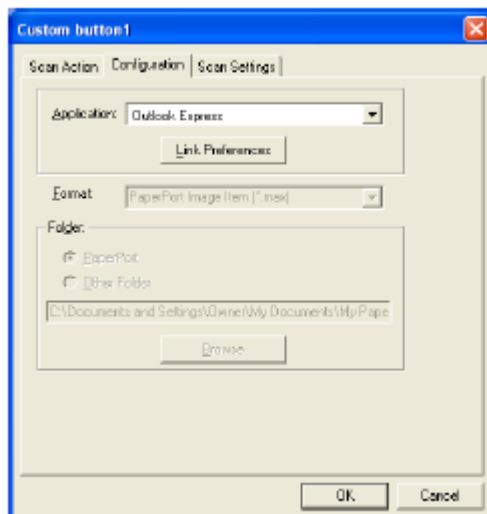 Custom button1
Scan Action Configuration Scan Settings
Application: Outlook Express
Link Preferences
Format PaperPort Image Item (*.max)
Folder:
PaperPort
Other Folder
C:\Documents and Settings\Owner\My Documents\My Pape
Browse
OK Cancel